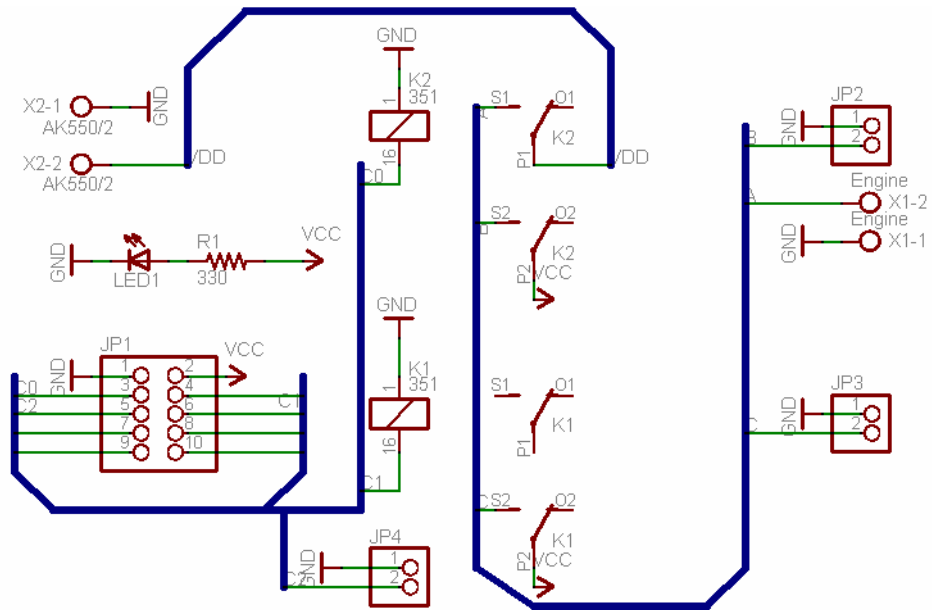 GND
K2
351
1
16
C0
X2-1
AK550/2
GND
X2-2
AK550/2
VDD
GND
LED1
R1
330
VCC
S1
O1
A
P1
K2
VDD
S2
O2
B
P2
K2
VCC
JP2
GND
1
2
B
A
Engine
X1-2
Engine
X1-1
GND
GND
K1
351
1
16
C1
JP1
GND
VCC
1
2
3
4
5
6
7
8
9
10
C0
C2
C1
S1
O1
P1
K1
S2
O2
C
P2
K1
VCC
JP3
GND
1
2
C
JP4
GND
1
2
C2